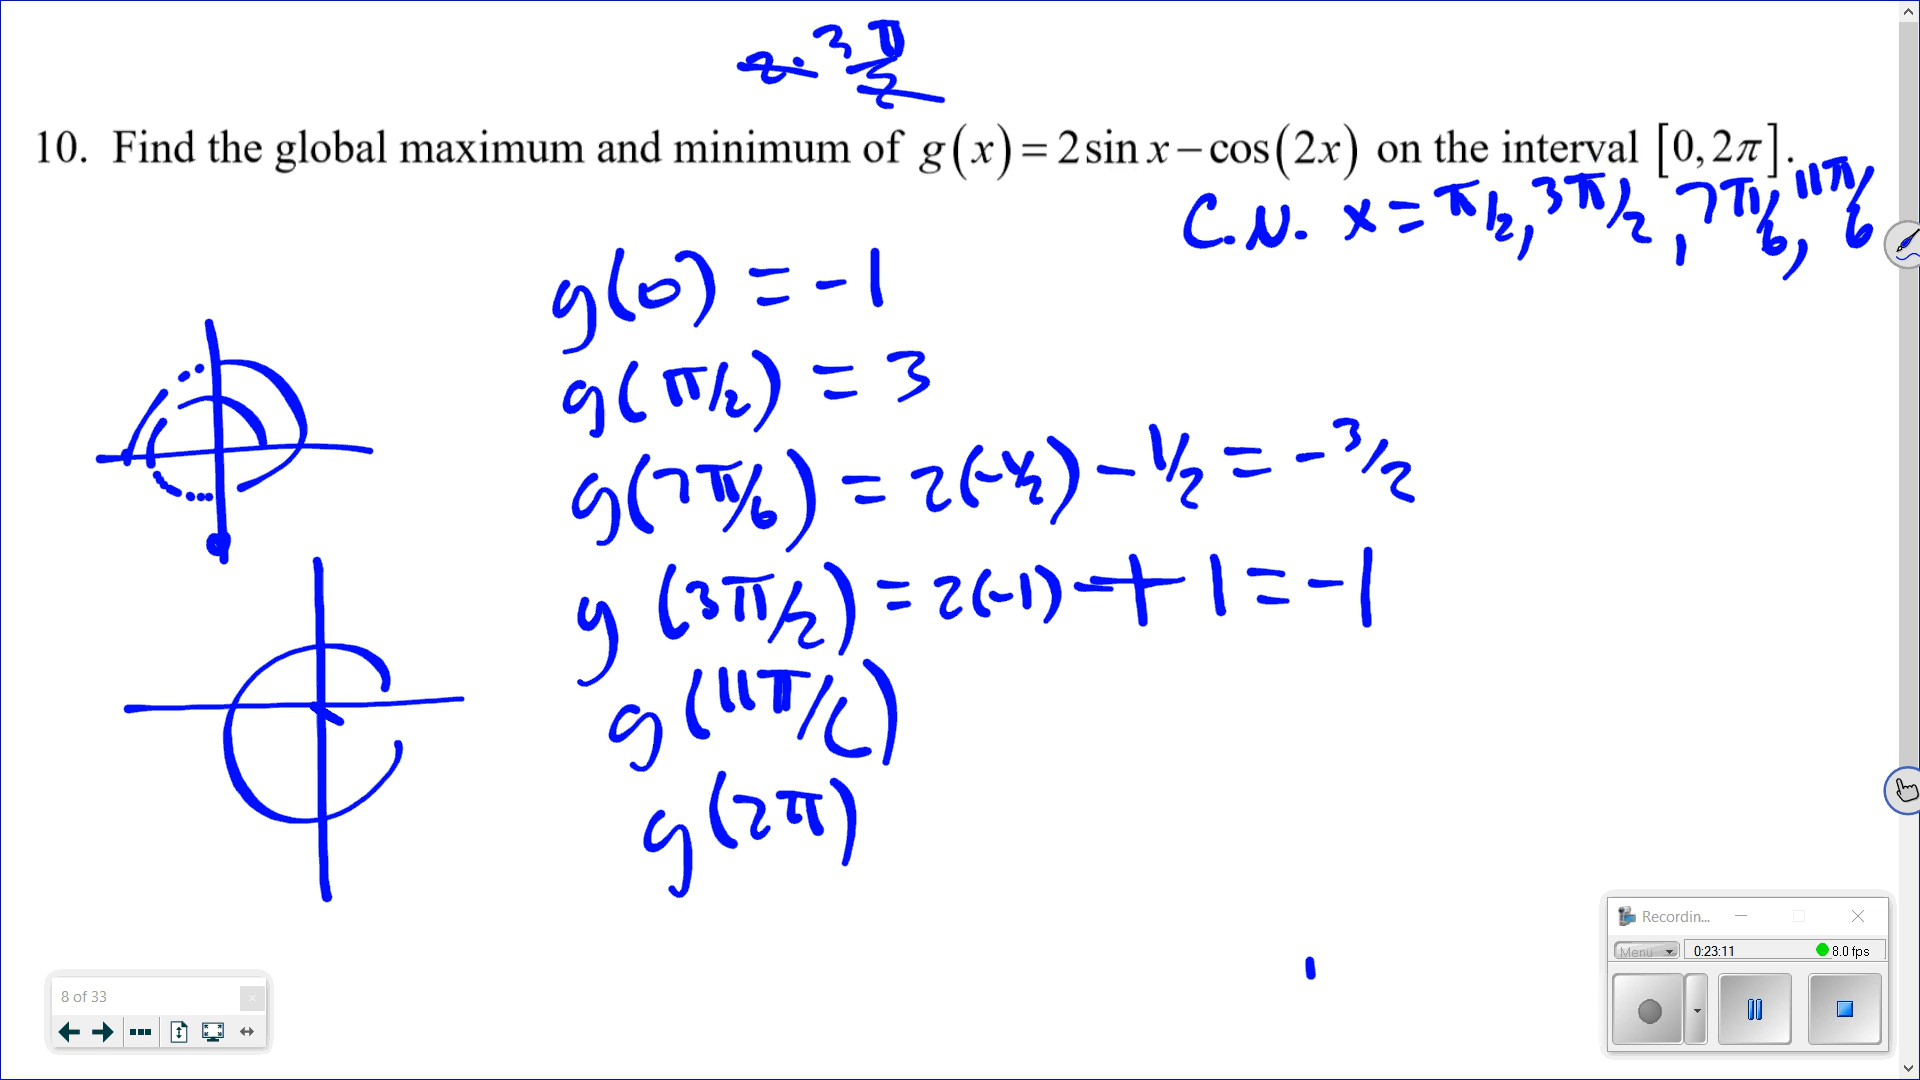 2· 3π/2
10. Find the global maximum and minimum of g(x) = 2 sin x − cos(2x) on the interval [0, 2π].
C.N. x = π/2, 3π/2, 7π/6, 11π/6
g(0) = -1
g(π/2) = 3
g(7π/6) = 2(-1/2) - 1/2 = -3/2
g(3π/2) = 2(-1) + 1 = -1
g(11π/6)
g(2π)
Recordin...
Menu 0:23:11 8.0 fps
8 of 33